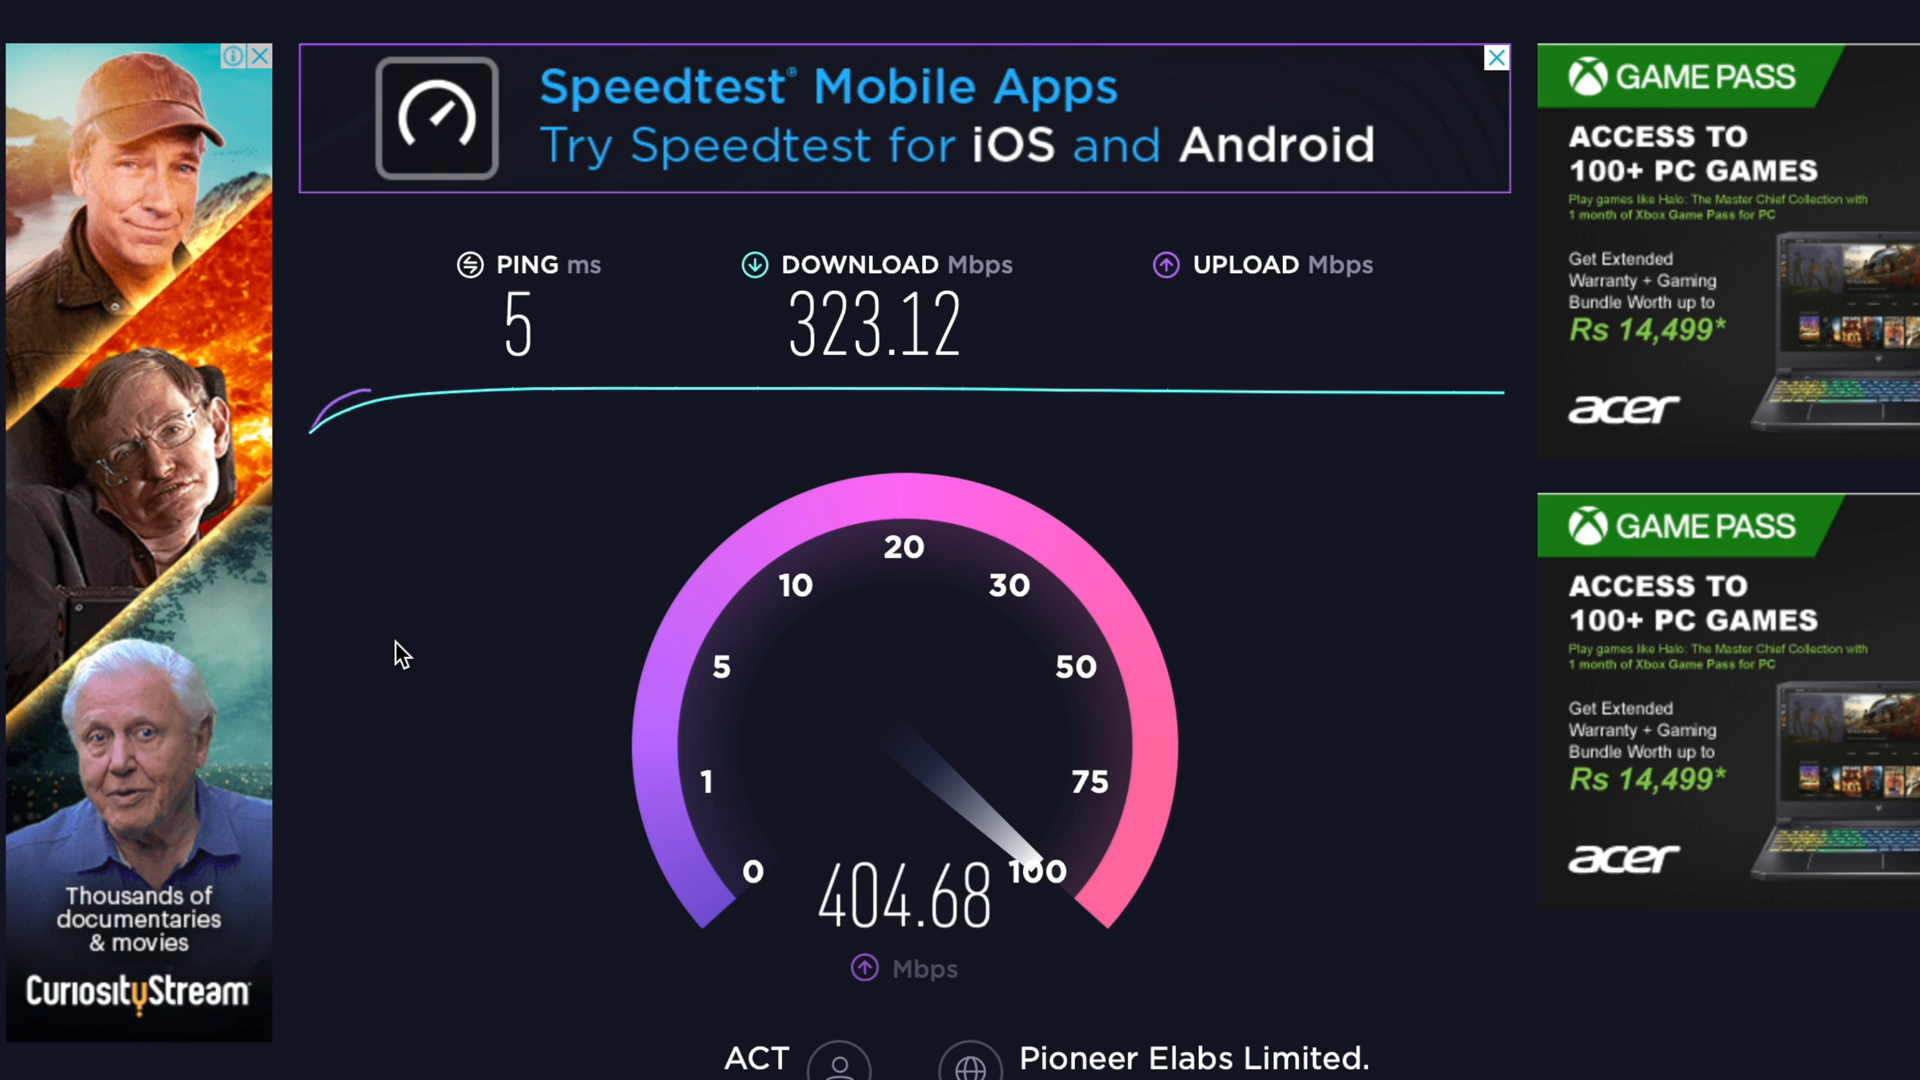 Thousands of
documentaries
& movies
CURIOSITYSTREAM
Speedtest® Mobile Apps
Try Speedtest for iOS and Android
PING ms
5
DOWNLOAD Mbps
323.12
UPLOAD Mbps
0
1
5
10
20
30
50
75
100
404.68
Mbps
ACT
Pioneer Elabs Limited.
GAME PASS
ACCESS TO
100+ PC GAMES
Play games like Halo: The Master Chief Collection with
1 month of Xbox Game Pass for PC
Get Extended
Warranty + Gaming
Bundle Worth up to
Rs 14,499*
acer
GAME PASS
ACCESS TO
100+ PC GAMES
Play games like Halo: The Master Chief Collection with
1 month of Xbox Game Pass for PC
Get Extended
Warranty + Gaming
Bundle Worth up to
Rs 14,499*
acer